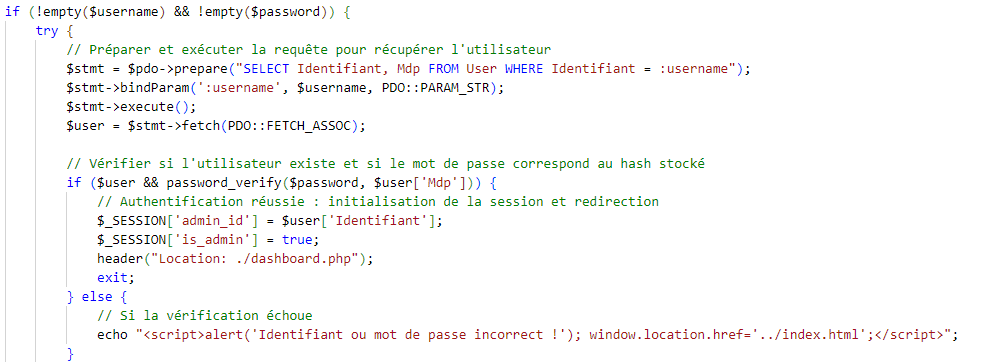 if (!empty($username) && !empty($password)) {
    try {
        // Préparer et exécuter la requête pour récupérer l'utilisateur
        $stmt = $pdo->prepare("SELECT Identifiant, Mdp FROM User WHERE Identifiant = :username");
        $stmt->bindParam(':username', $username, PDO::PARAM_STR);
        $stmt->execute();
        $user = $stmt->fetch(PDO::FETCH_ASSOC);

        // Vérifier si l'utilisateur existe et si le mot de passe correspond au hash stocké
        if ($user && password_verify($password, $user['Mdp'])) {
            // Authentification réussie : initialisation de la session et redirection
            $_SESSION['admin_id'] = $user['Identifiant'];
            $_SESSION['is_admin'] = true;
            header("Location: ./dashboard.php");
            exit;
        } else {
            // Si la vérification échoue
            echo "<script>alert('Identifiant ou mot de passe incorrect !'); window.location.href='../index.html';</script>";
        }